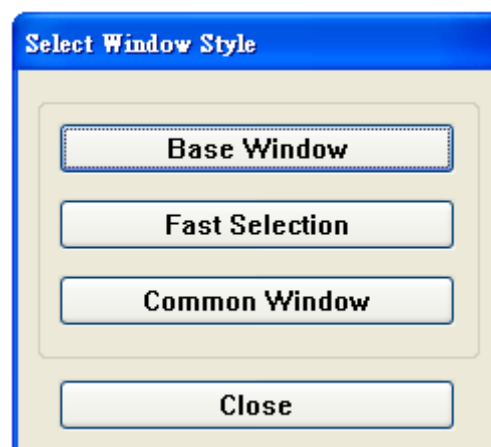 Select Window Style
Base Window
Fast Selection
Common Window
Close